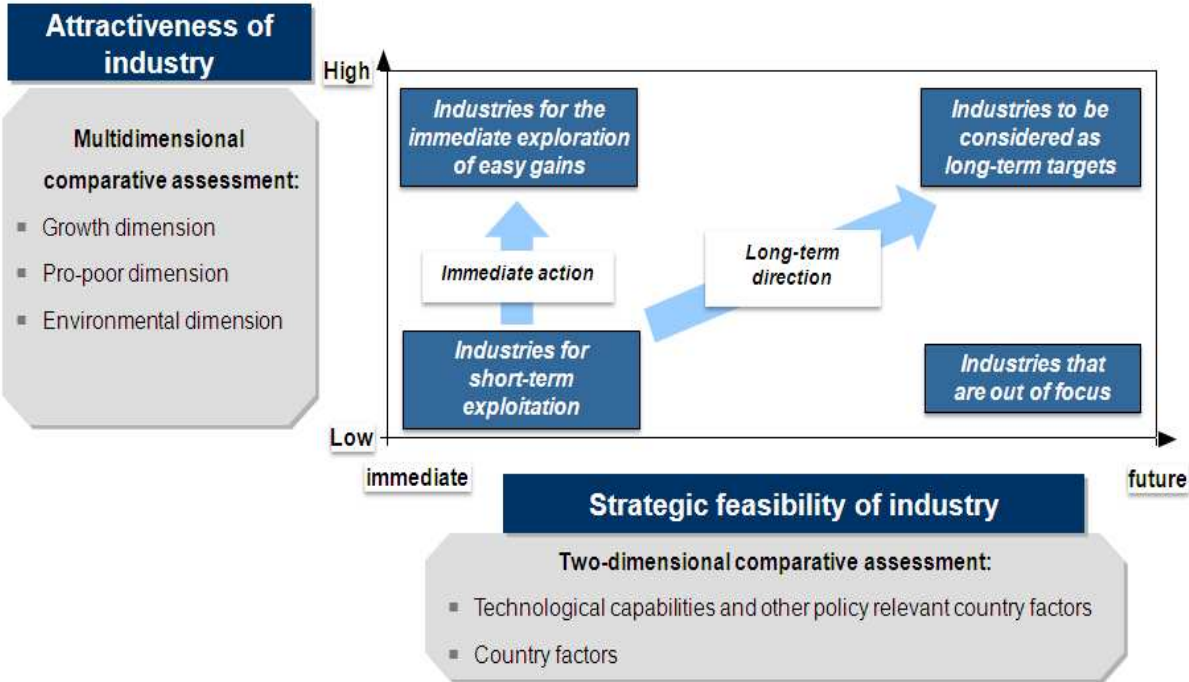 Attractiveness of
industry
Multidimensional
comparative assessment:
▪ Growth dimension
▪ Pro-poor dimension
▪ Environmental dimension
High
Industries for the
immediate exploration
of easy gains
Industries to be
considered as
long-term targets
Immediate action
Long-term
direction
Industries for
short-term
exploitation
Industries that
are out of focus
Low
immediate
future
Strategic feasibility of industry
Two-dimensional comparative assessment:
▪ Technological capabilities and other policy relevant country factors
▪ Country factors